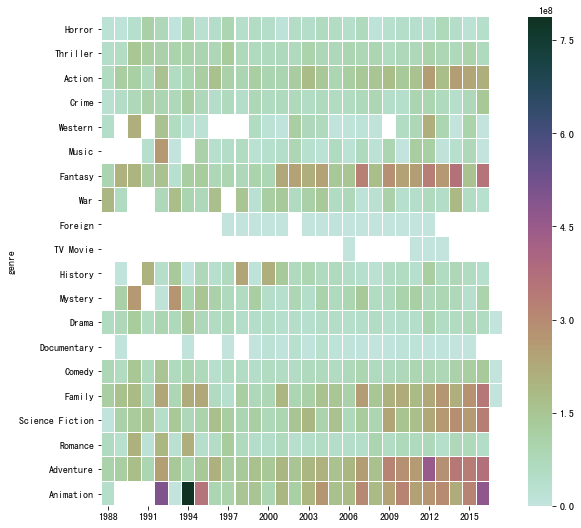 1e8
Horror
Thriller
Action
Crime
Western
Music
Fantasy
War
Foreign
TV Movie
History
Mystery
Drama
Documentary
Comedy
Family
Science Fiction
Romance
Adventure
Animation
genre
1988 1991 1994 1997 2000 2003 2006 2009 2012 2015
7.5
6.0
4.5
3.0
1.5
0.0